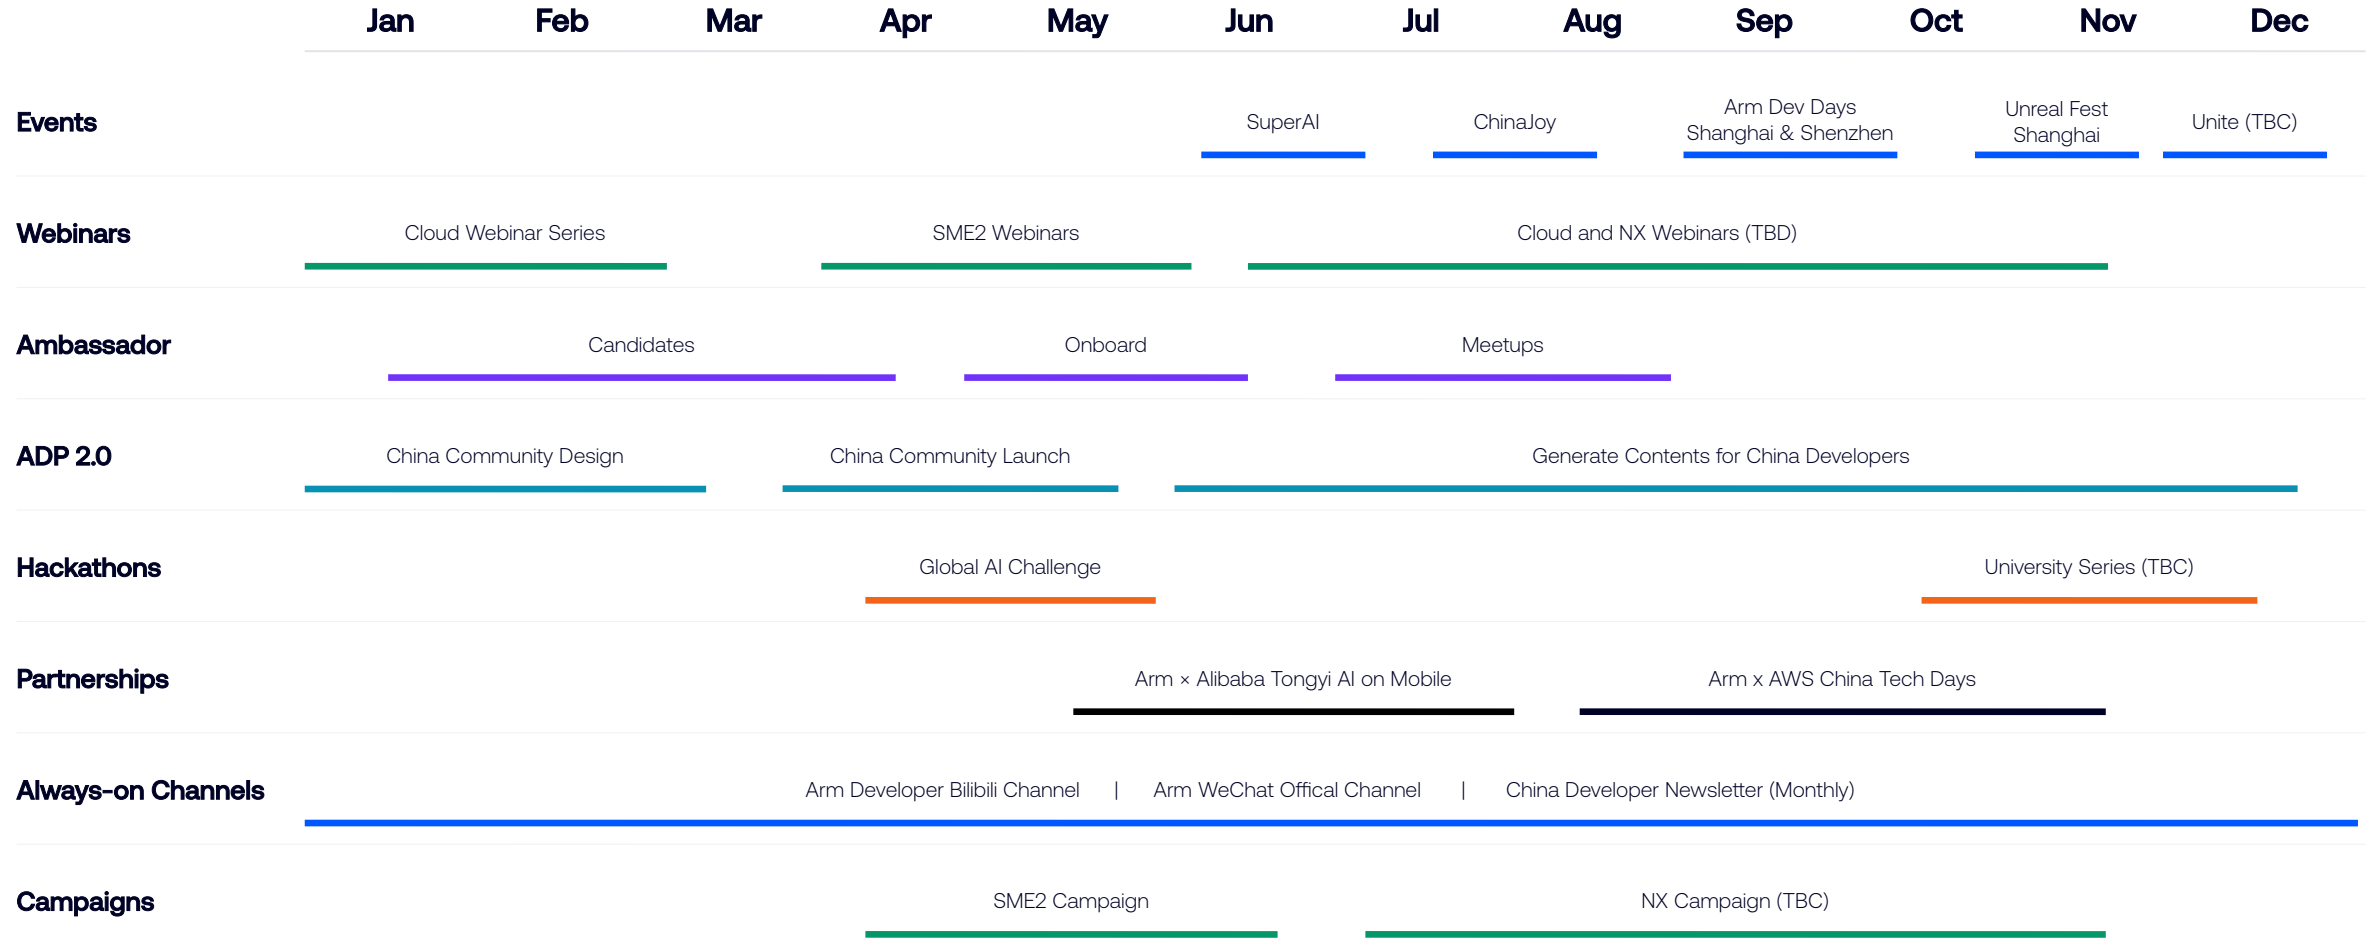 Jan Feb Mar Apr May Jun Jul Aug Sep Oct Nov Dec
Events
SuperAI
ChinaJoy
Arm Dev Days
Shanghai & Shenzhen
Unreal Fest
Shanghai
Unite (TBC)
Webinars
Cloud Webinar Series
SME2 Webinars
Cloud and NX Webinars (TBD)
Ambassador
Candidates
Onboard
Meetups
ADP 2.0
China Community Design
China Community Launch
Generate Contents for China Developers
Hackathons
Global AI Challenge
University Series (TBC)
Partnerships
Arm × Alibaba Tongyi AI on Mobile
Arm x AWS China Tech Days
Always-on Channels
Arm Developer Bilibili Channel | Arm WeChat Offical Channel | China Developer Newsletter (Monthly)
Campaigns
SME2 Campaign
NX Campaign (TBC)